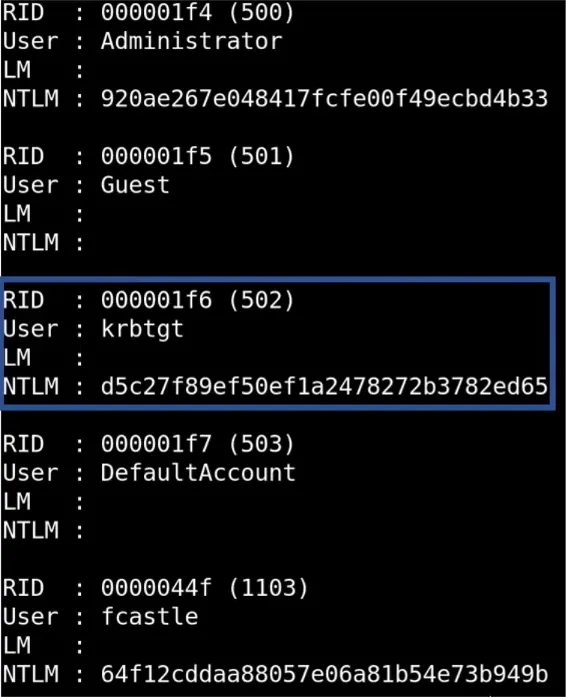 RID  : 000001f4 (500)
User : Administrator
LM   :
NTLM : 920ae267e048417fcfe00f49ecbd4b33
RID  : 000001f5 (501)
User : Guest
LM   :
NTLM :
RID  : 000001f6 (502)
User : krbtgt
LM   :
NTLM : d5c27f89ef50ef1a2478272b3782ed65
RID  : 000001f7 (503)
User : DefaultAccount
LM   :
NTLM :
RID  : 0000044f (1103)
User : fcastle
LM   :
NTLM : 64f12cddaa88057e06a81b54e73b949b